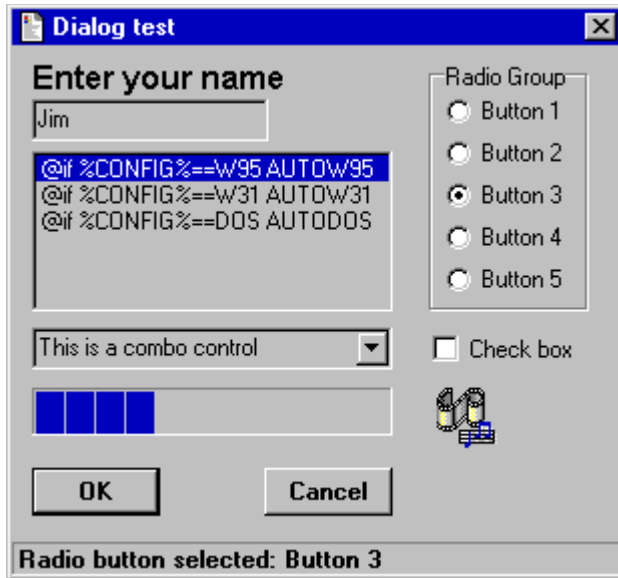 Dialog test
Enter your name
Jim
@if %CONFIG%==W95 AUTOW95
@if %CONFIG%==W31 AUTOW31
@if %CONFIG%==DOS AUTODOS
This is a combo control
Radio Group
Button 1
Button 2
Button 3
Button 4
Button 5
Check box
OK
Cancel
Radio button selected: Button 3